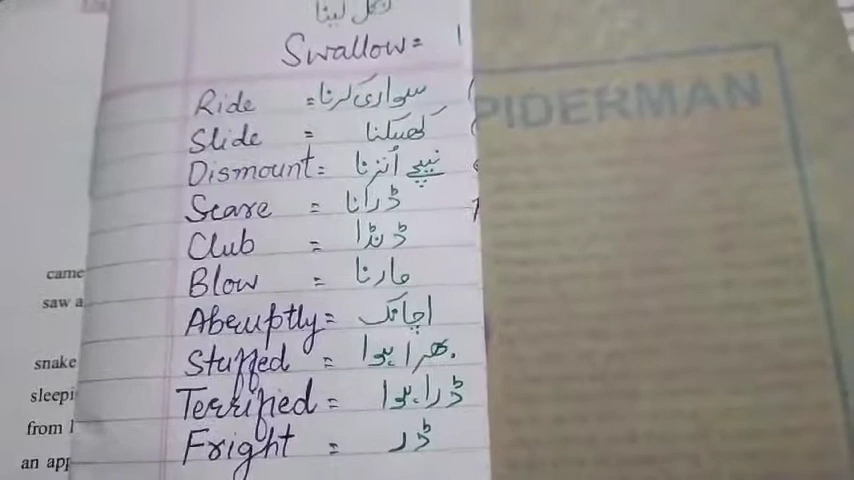 نگل لینا
Swallow =
Ride = سواری کرنا
Slide = کھسکنا
Dismount = نیچے اُترنا
Scare = ڈرانا
Club = ڈنڈا
Blow = مارنا
Abruptly = اچانک
Stuffed = بھرا ہوا
Terrified = ڈرا ہوا
Fright = ڈر
PIDERMAN
came
saw a
snake
sleepi
from
an app